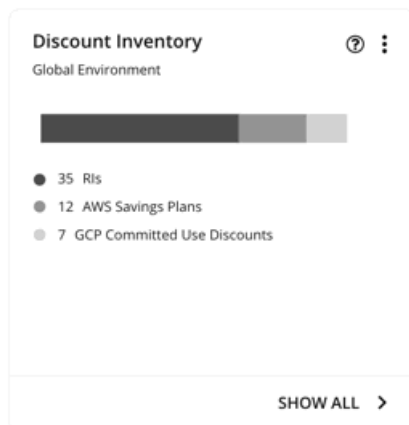 Discount Inventory
Global Environment
35 RIs
12 AWS Savings Plans
7 GCP Committed Use Discounts
SHOW ALL